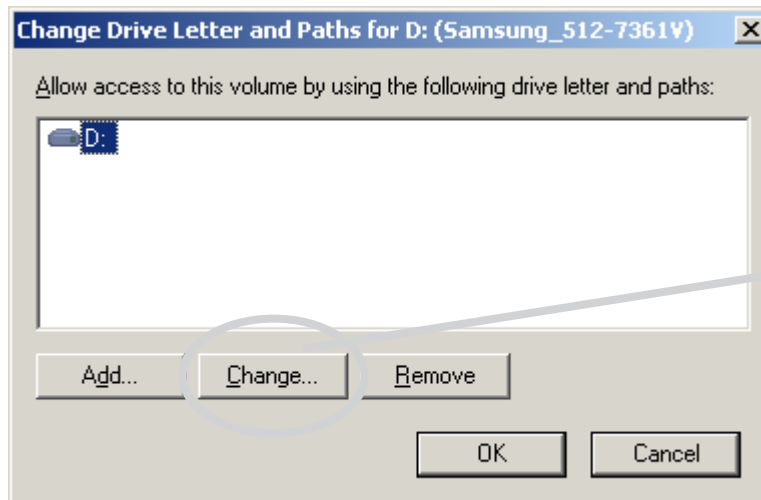 Change Drive Letter and Paths for D: (Samsung_512-7361V)
Allow access to this volume by using the following drive letter and paths:
D:
Add... Change... Remove
OK Cancel